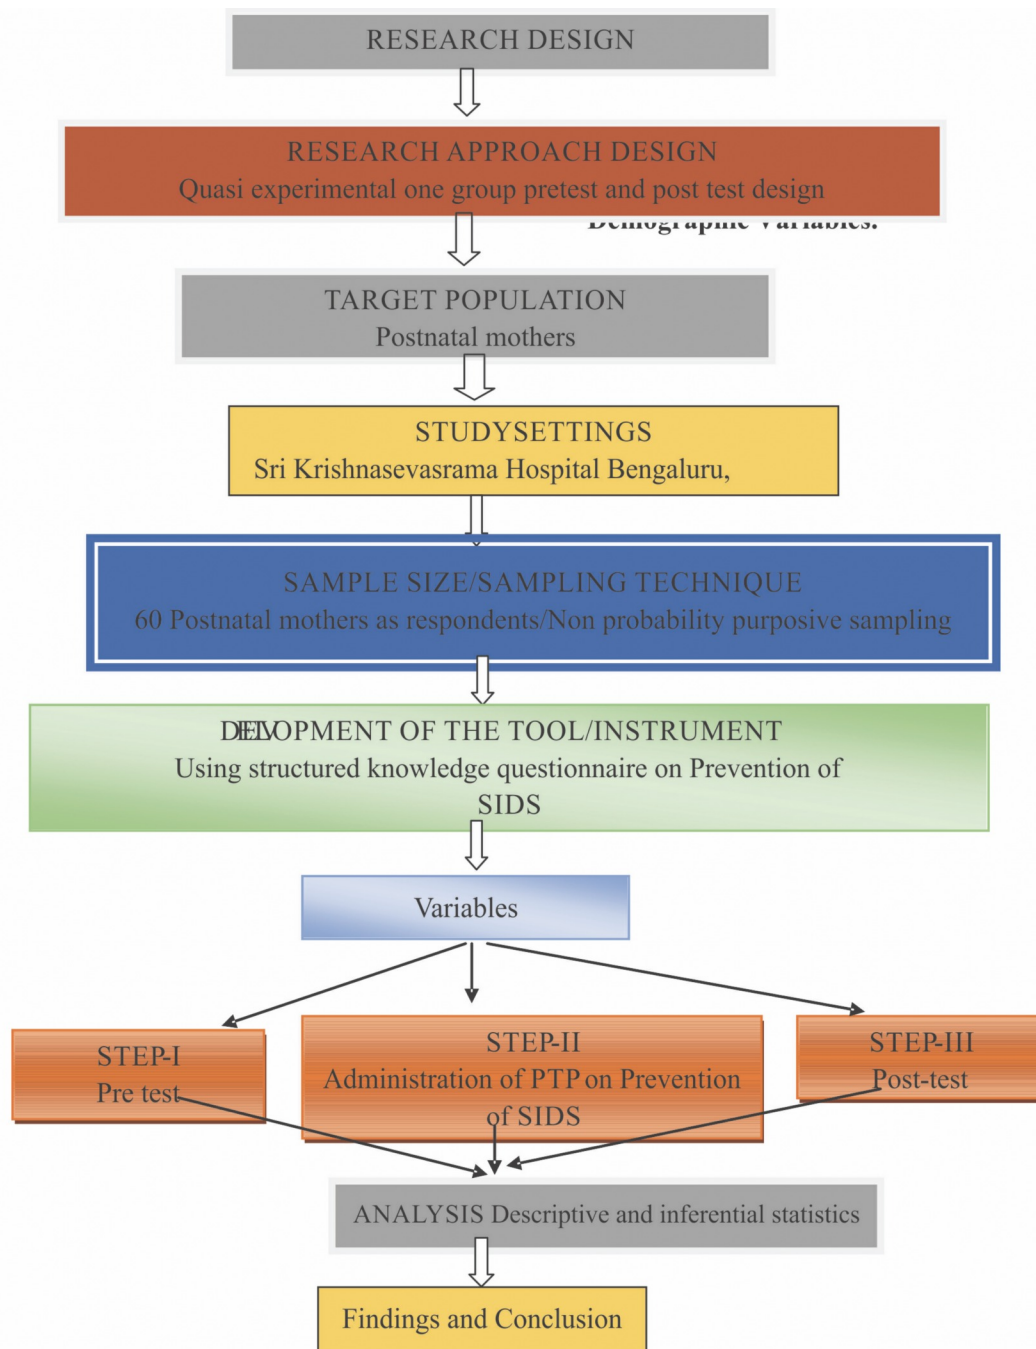 RESEARCH DESIGN
RESEARCH APPROACH DESIGN
Quasi experimental one group pretest and post test design
Demographic Variables.
TARGET POPULATION
Postnatal mothers
STUDYSETTINGS
Sri Krishnasevasrama Hospital Bengaluru,
SAMPLE SIZE/SAMPLING TECHNIQUE
60 Postnatal mothers as respondents/Non probability purposive sampling
OF THE TOOL/INSTRUMENT
Using structured knowledge questionnaire on Prevention of
SIDS
Variables
STEP-I
Pre test
STEP-II
Administration of PTP on Prevention
of SIDS
STEP-III
Post-test
ANALYSIS Descriptive and inferential statistics
Findings and Conclusion